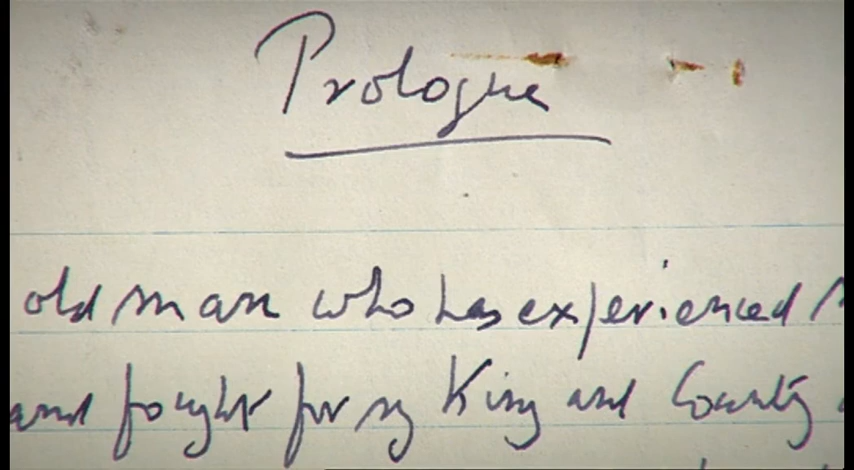 Prologue
old man who has experienced
and fought for my King and Country